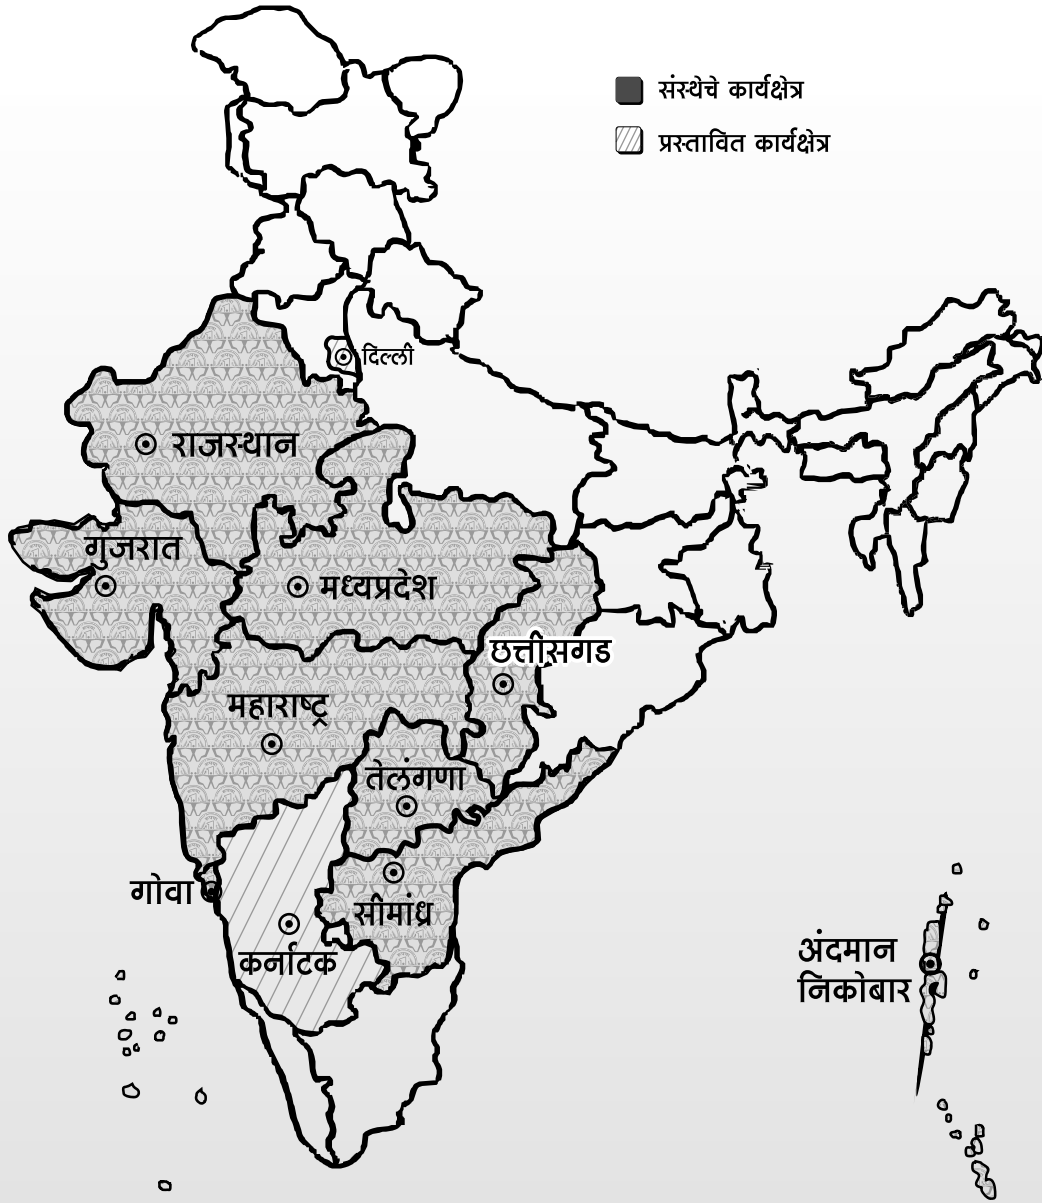 संस्थेचे कार्यक्षेत्र
प्रस्तावित कार्यक्षेत्र
दिल्ली
राजस्थान
गुजरात
मध्यप्रदेश
छत्तीसगड
महाराष्ट्र
तेलंगणा
गोवा
सीमांध्र
कर्नाटक
अंदमान
निकोबार